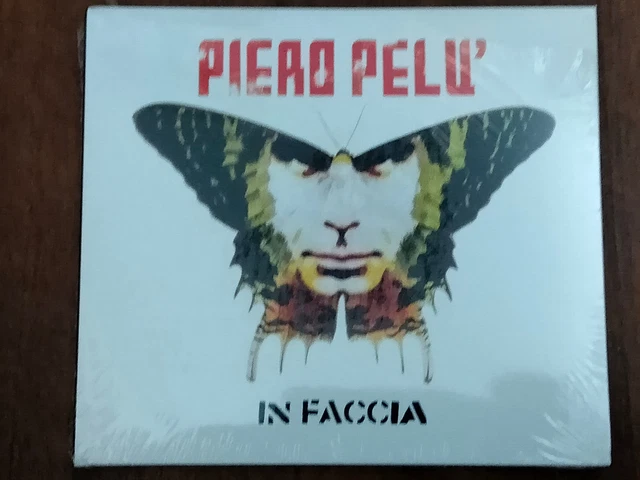 PIERO PELU'
IN FACCIA